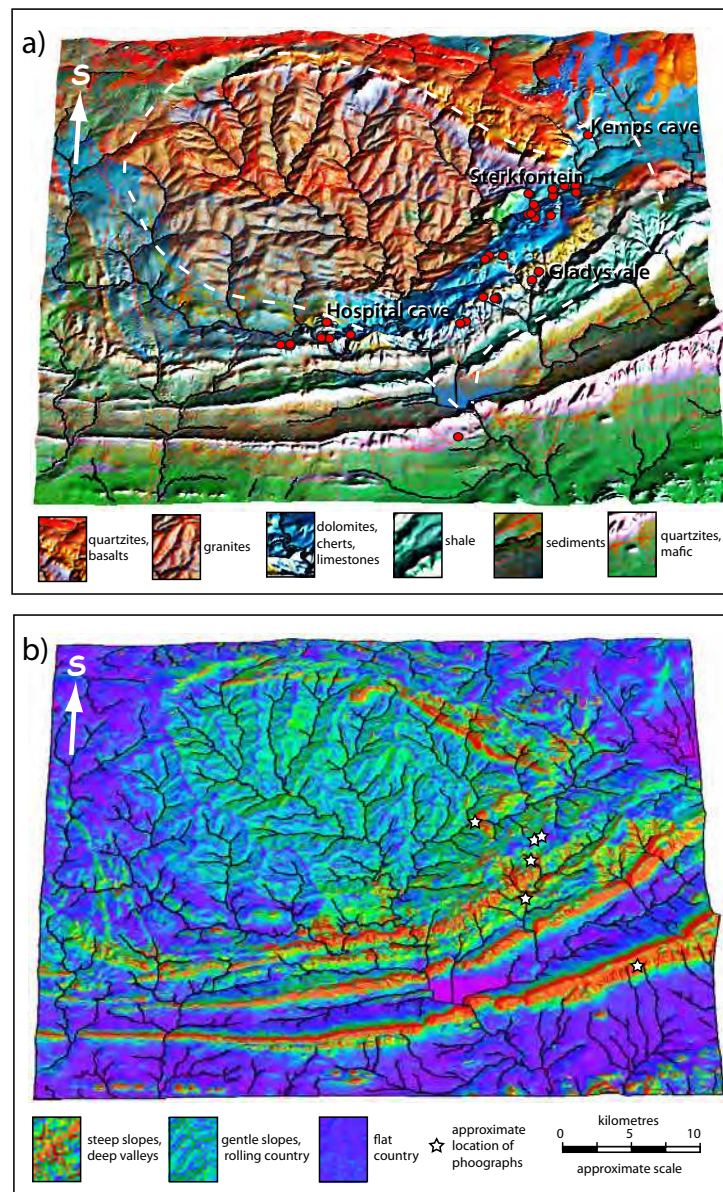 a)
S
Kemps cave
Sterkfontein
Gladysvale
Hospital cave
quartzites,
basalts
granites
dolomites,
cherts,
limestones
shale
sediments
quartzites,
mafic
b)
S
steep slopes,
deep valleys
gentle slopes,
rolling country
flat
country
approximate
location of
phoographs
kilometres
0 5 10
approximate scale